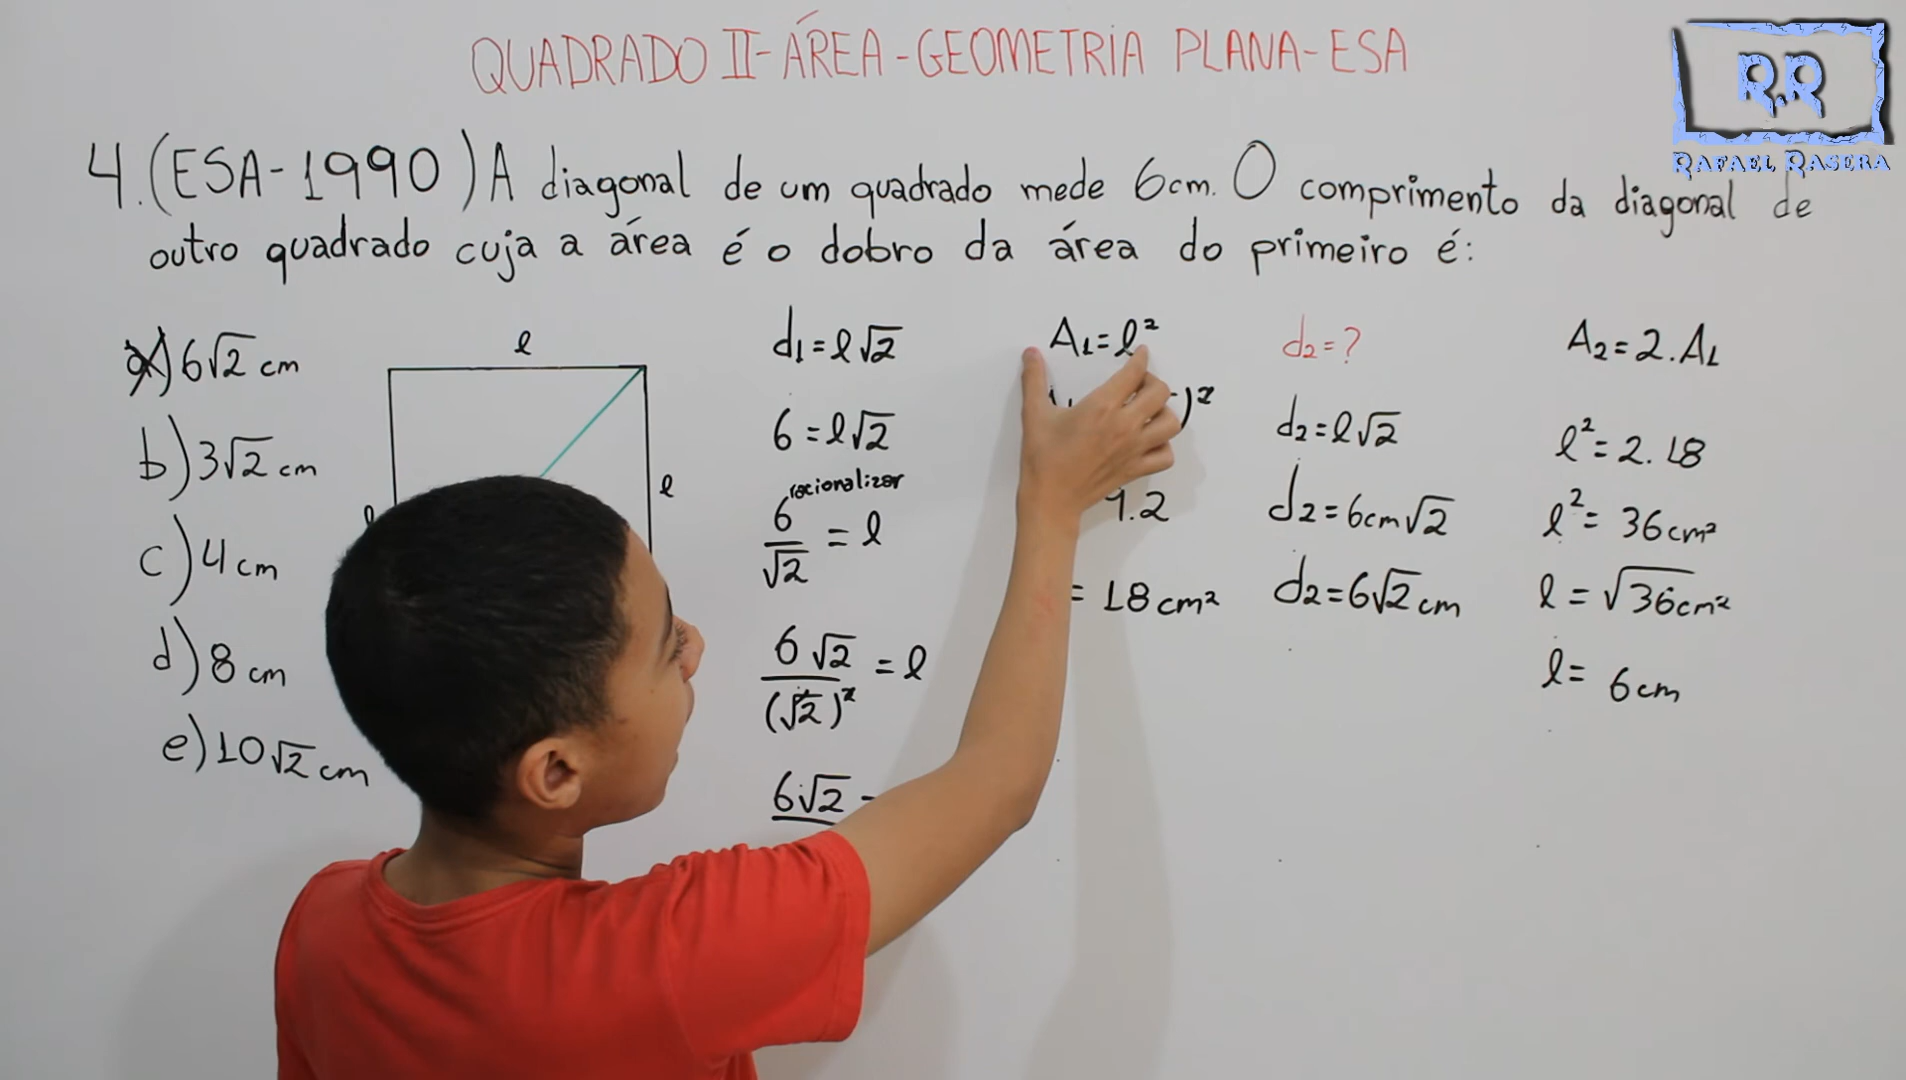 QUADRADO II-ÁREA-GEOMETRIA PLANA-ESA
R.R
RAFAEL RASERA
4.(ESA-1990) A diagonal de um quadrado mede 6cm. O comprimento da diagonal de
outro quadrado cuja a área é o dobro da área do primeiro é:
a) 6√2 cm
b) 3√2 cm
c) 4 cm
d) 8 cm
e) 10√2 cm
l
l
l
d1=l√2
6=l√2
racionalizar
6/√2 = l
6√2/(√2)² = l
6√2 =
A1=l²
)²
9.2
= 18cm²
d2=?
d2=l√2
d2=6cm√2
d2=6√2cm
A2=2.A1
l²=2.18
l²= 36cm²
l=√36cm²
l= 6cm